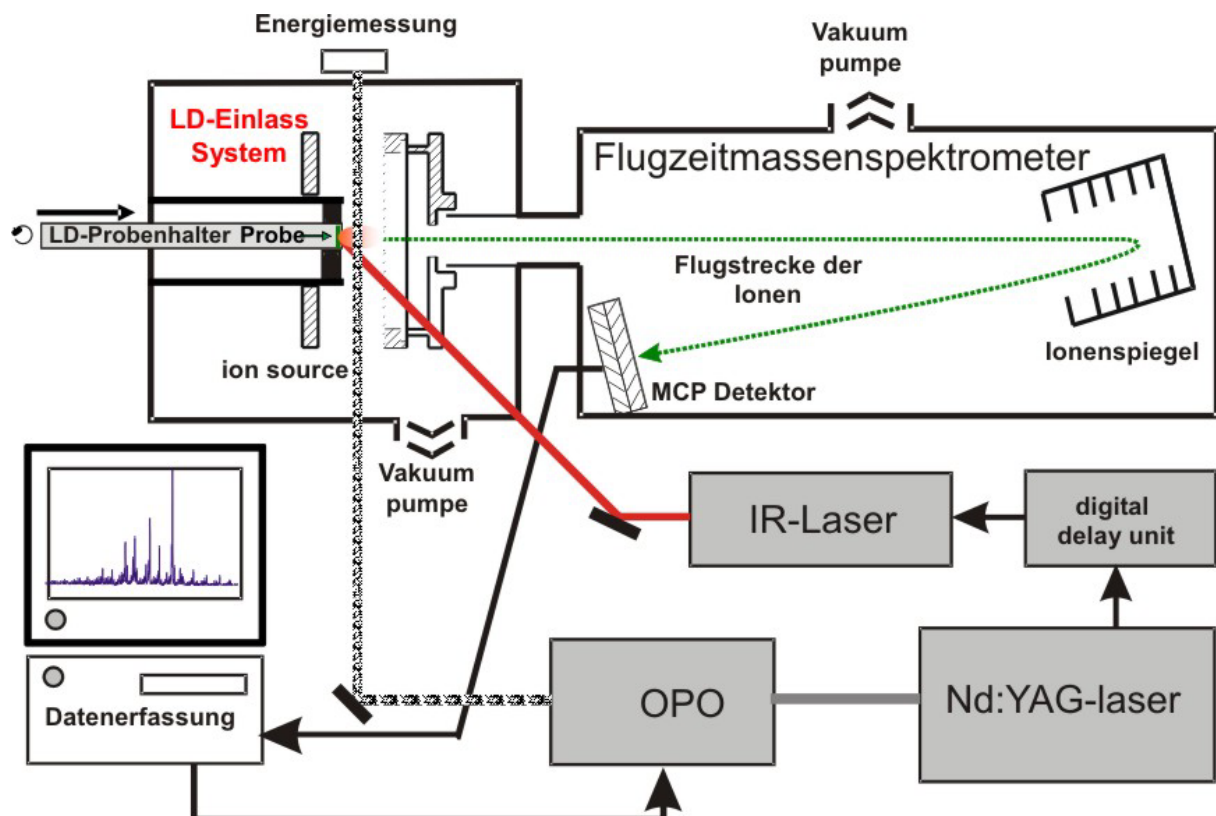 Energiemessung
Vakuum
pumpe
LD-Einlass
System
Flugzeitmassenspektrometer
LD-Probenhalter Probe
Flugstrecke der
Ionen
Ionenspiegel
ion source
MCP Detektor
Vakuum
pumpe
IR-Laser
digital
delay unit
OPO
Nd:YAG-laser
Datenerfassung